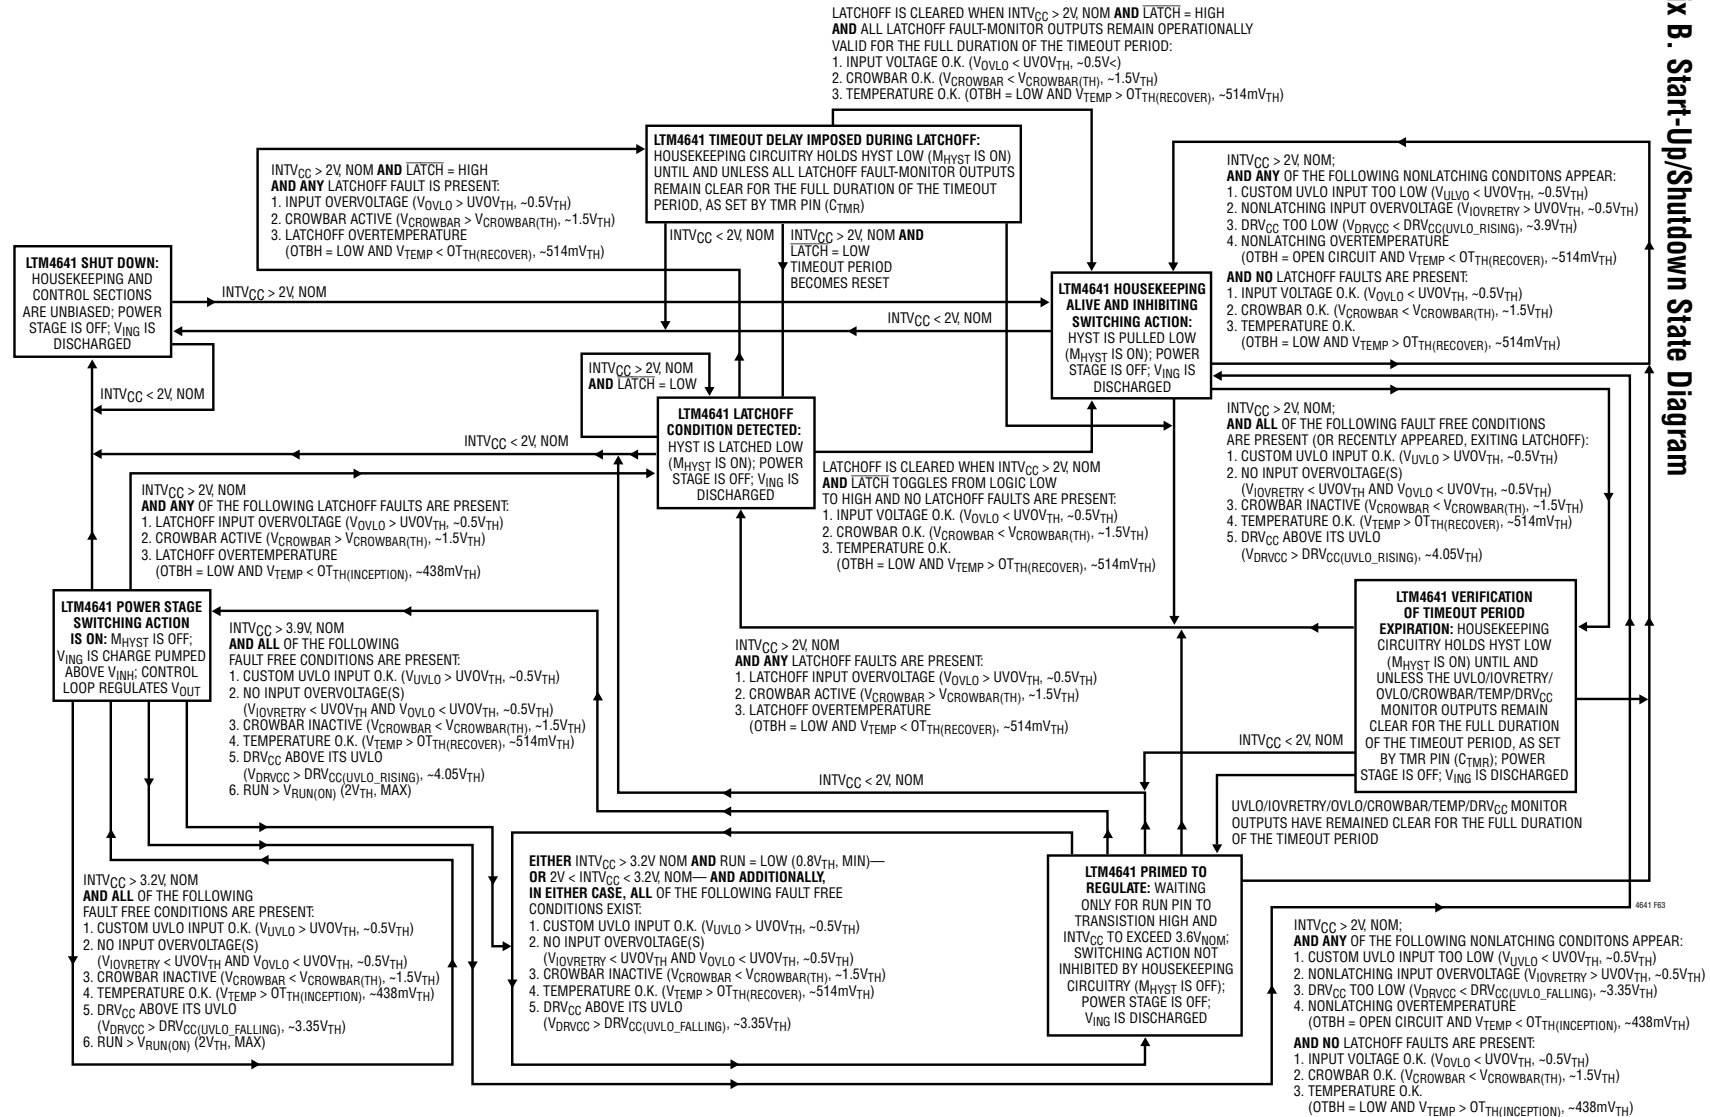 x B. Start-Up/Shutdown State Diagram
LATCHOFF IS CLEARED WHEN INTVCC > 2V, NOM AND LATCH = HIGH
AND ALL LATCHOFF FAULT-MONITOR OUTPUTS REMAIN OPERATIONALLY
VALID FOR THE FULL DURATION OF THE TIMEOUT PERIOD:
1. INPUT VOLTAGE O.K. (VOVLO < UVOVTH, ~0.5V<)
2. CROWBAR O.K. (VCROWBAR < VCROWBAR(TH), ~1.5VTH)
3. TEMPERATURE O.K. (OTBH = LOW AND VTEMP > OTTH(RECOVER), ~514mVTH)
LTM4641 TIMEOUT DELAY IMPOSED DURING LATCHOFF:
HOUSEKEEPING CIRCUITRY HOLDS HYST LOW (MHYST IS ON)
UNTIL AND UNLESS ALL LATCHOFF FAULT-MONITOR OUTPUTS
REMAIN CLEAR FOR THE FULL DURATION OF THE TIMEOUT
PERIOD, AS SET BY TMR PIN (CTMR)
INTVCC > 2V, NOM AND LATCH = HIGH
AND ANY LATCHOFF FAULT IS PRESENT:
1. INPUT OVERVOLTAGE (VOVLO > UVOVTH, ~0.5VTH)
2. CROWBAR ACTIVE (VCROWBAR > VCROWBAR(TH), ~1.5VTH)
3. LATCHOFF OVERTEMPERATURE
(OTBH = LOW AND VTEMP < OTTH(RECOVER), ~514mVTH)
INTVCC < 2V, NOM
INTVCC > 2V, NOM AND
LATCH = LOW
TIMEOUT PERIOD
BECOMES RESET
INTVCC > 2V, NOM;
AND ANY OF THE FOLLOWING NONLATCHING CONDITONS APPEAR:
1. CUSTOM UVLO INPUT TOO LOW (VULVO < UVOVTH, ~0.5VTH)
2. NONLATCHING INPUT OVERVOLTAGE (VIOVRETRY > UVOVTH, ~0.5VTH)
3. DRVCC TOO LOW (VDRVCC < DRVCC(UVLO_RISING), ~3.9VTH)
4. NONLATCHING OVERTEMPERATURE
(OTBH = OPEN CIRCUIT AND VTEMP < OTTH(RECOVER), ~514mVTH)
AND NO LATCHOFF FAULTS ARE PRESENT:
1. INPUT VOLTAGE O.K. (VOVLO < UVOVTH, ~0.5VTH)
2. CROWBAR O.K. (VCROWBAR < VCROWBAR(TH), ~1.5VTH)
3. TEMPERATURE O.K.
(OTBH = LOW AND VTEMP > OTTH(RECOVER), ~514mVTH)
LTM4641 SHUT DOWN:
HOUSEKEEPING AND
CONTROL SECTIONS
ARE UNBIASED; POWER
STAGE IS OFF; VING IS
DISCHARGED
INTVCC > 2V, NOM
INTVCC < 2V, NOM
LTM4641 HOUSEKEEPING
ALIVE AND INHIBITING
SWITCHING ACTION:
HYST IS PULLED LOW
(MHYST IS ON); POWER
STAGE IS OFF; VING IS
DISCHARGED
INTVCC < 2V, NOM
INTVCC > 2V, NOM
AND LATCH = LOW
LTM4641 LATCHOFF
CONDITION DETECTED:
HYST IS LATCHED LOW
(MHYST IS ON); POWER
STAGE IS OFF; VING IS
DISCHARGED
INTVCC < 2V, NOM
INTVCC > 2V, NOM;
AND ALL OF THE FOLLOWING FAULT FREE CONDITIONS
ARE PRESENT (OR RECENTLY APPEARED, EXITING LATCHOFF):
1. CUSTOM UVLO INPUT O.K. (VUVLO > UVOVTH, ~0.5VTH)
2. NO INPUT OVERVOLTAGE(S)
(VIOVRETRY < UVOVTH AND VOVLO < UVOVTH, ~0.5VTH)
3. CROWBAR INACTIVE (VCROWBAR < VCROWBAR(TH), ~1.5VTH)
4. TEMPERATURE O.K. (VTEMP > OTTH(RECOVER), ~514mVTH)
5. DRVCC ABOVE ITS UVLO
(VDRVCC > DRVCC(UVLO_RISING), ~4.05VTH)
LATCHOFF IS CLEARED WHEN INTVCC > 2V, NOM
AND LATCH TOGGLES FROM LOGIC LOW
TO HIGH AND NO LATCHOFF FAULTS ARE PRESENT:
1. INPUT VOLTAGE O.K. (VOVLO < UVOVTH, ~0.5VTH)
2. CROWBAR O.K. (VCROWBAR < VCROWBAR(TH), ~1.5VTH)
3. TEMPERATURE O.K.
(OTBH = LOW AND VTEMP > OTTH(RECOVER), ~514mVTH)
INTVCC > 2V, NOM
AND ANY OF THE FOLLOWING LATCHOFF FAULTS ARE PRESENT:
1. LATCHOFF INPUT OVERVOLTAGE (VOVLO > UVOVTH, ~0.5VTH)
2. CROWBAR ACTIVE (VCROWBAR > VCROWBAR(TH), ~1.5VTH)
3. LATCHOFF OVERTEMPERATURE
(OTBH = LOW AND VTEMP < OTTH(INCEPTION), ~438mVTH)
LTM4641 POWER STAGE
SWITCHING ACTION
IS ON: MHYST IS OFF;
VING IS CHARGE PUMPED
ABOVE VINH; CONTROL
LOOP REGULATES VOUT
INTVCC > 3.9V, NOM
AND ALL OF THE FOLLOWING
FAULT FREE CONDITIONS ARE PRESENT:
1. CUSTOM UVLO INPUT O.K. (VUVLO > UVOVTH, ~0.5VTH)
2. NO INPUT OVERVOLTAGE(S)
(VIOVRETRY < UVOVTH AND VOVLO < UVOVTH, ~0.5VTH)
3. CROWBAR INACTIVE (VCROWBAR < VCROWBAR(TH), ~1.5VTH)
4. TEMPERATURE O.K. (VTEMP > OTTH(RECOVER), ~514mVTH)
5. DRVCC ABOVE ITS UVLO
(VDRVCC > DRVCC(UVLO_RISING), ~4.05VTH)
6. RUN > VRUN(ON) (2VTH, MAX)
INTVCC > 2V, NOM
AND ANY LATCHOFF FAULTS ARE PRESENT:
1. LATCHOFF INPUT OVERVOLTAGE (VOVLO > UVOVTH, ~0.5VTH)
2. CROWBAR ACTIVE (VCROWBAR > VCROWBAR(TH), ~1.5VTH)
3. LATCHOFF OVERTEMPERATURE
(OTBH = LOW AND VTEMP < OTTH(RECOVER), ~514mVTH)
LTM4641 VERIFICATION
OF TIMEOUT PERIOD
EXPIRATION: HOUSEKEEPING
CIRCUITRY HOLDS HYST LOW
(MHYST IS ON) UNTIL AND
UNLESS THE UVLO/IOVRETRY/
OVLO/CROWBAR/TEMP/DRVCC
MONITOR OUTPUTS REMAIN
CLEAR FOR THE FULL DURATION
OF THE TIMEOUT PERIOD, AS SET
BY TMR PIN (CTMR); POWER
STAGE IS OFF; VING IS DISCHARGED
INTVCC < 2V, NOM
INTVCC < 2V, NOM
UVLO/IOVRETRY/OVLO/CROWBAR/TEMP/DRVCC MONITOR
OUTPUTS HAVE REMAINED CLEAR FOR THE FULL DURATION
OF THE TIMEOUT PERIOD
INTVCC > 3.2V, NOM
AND ALL OF THE FOLLOWING
FAULT FREE CONDITIONS ARE PRESENT:
1. CUSTOM UVLO INPUT O.K. (VUVLO > UVOVTH, ~0.5VTH)
2. NO INPUT OVERVOLTAGE(S)
(VIOVRETRY < UVOVTH AND VOVLO < UVOVTH, ~0.5VTH)
3. CROWBAR INACTIVE (VCROWBAR < VCROWBAR(TH), ~1.5VTH)
4. TEMPERATURE O.K. (VTEMP > OTTH(INCEPTION), ~438mVTH)
5. DRVCC ABOVE ITS UVLO
(VDRVCC > DRVCC(UVLO_FALLING), ~3.35VTH)
6. RUN > VRUN(ON) (2VTH, MAX)
EITHER INTVCC > 3.2V NOM AND RUN = LOW (0.8VTH, MIN)—
OR 2V < INTVCC < 3.2V, NOM— AND ADDITIONALLY,
IN EITHER CASE, ALL OF THE FOLLOWING FAULT FREE
CONDITIONS EXIST:
1. CUSTOM UVLO INPUT O.K. (VUVLO > UVOVTH, ~0.5VTH)
2. NO INPUT OVERVOLTAGE(S)
(VIOVRETRY < UVOVTH AND VOVLO < UVOVTH, ~0.5VTH)
3. CROWBAR INACTIVE (VCROWBAR < VCROWBAR(TH), ~1.5VTH)
4. TEMPERATURE O.K. (VTEMP > OTTH(RECOVER), ~514mVTH)
5. DRVCC ABOVE ITS UVLO
(VDRVCC > DRVCC(UVLO_FALLING), ~3.35VTH)
LTM4641 PRIMED TO
REGULATE: WAITING
ONLY FOR RUN PIN TO
TRANSISTION HIGH AND
INTVCC TO EXCEED 3.6VNOM;
SWITCHING ACTION NOT
INHIBITED BY HOUSEKEEPING
CIRCUITRY (MHYST IS OFF);
POWER STAGE IS OFF;
VING IS DISCHARGED
4641 F63
INTVCC > 2V, NOM;
AND ANY OF THE FOLLOWING NONLATCHING CONDITONS APPEAR:
1. CUSTOM UVLO INPUT TOO LOW (VUVLO < UVOVTH, ~0.5VTH)
2. NONLATCHING INPUT OVERVOLTAGE (VIOVRETRY > UVOVTH, ~0.5VTH)
3. DRVCC TOO LOW (VDRVCC < DRVCC(UVLO_FALLING), ~3.35VTH)
4. NONLATCHING OVERTEMPERATURE
(OTBH = OPEN CIRCUIT AND VTEMP < OTTH(INCEPTION), ~438mVTH)
AND NO LATCHOFF FAULTS ARE PRESENT:
1. INPUT VOLTAGE O.K. (VOVLO < UVOVTH, ~0.5VTH)
2. CROWBAR O.K. (VCROWBAR < VCROWBAR(TH), ~1.5VTH)
3. TEMPERATURE O.K.
(OTBH = LOW AND VTEMP > OTTH(INCEPTION), ~438mVTH)